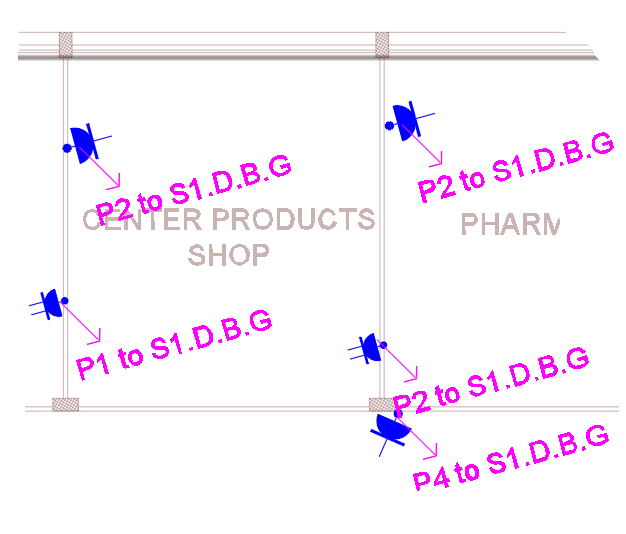 P2 to S1.D.B.G
P2 to S1.D.B.G
CENTER PRODUCTS
SHOP
PHARM
P1 to S1.D.B.G
P2 to S1.D.B.G
P4 to S1.D.B.G